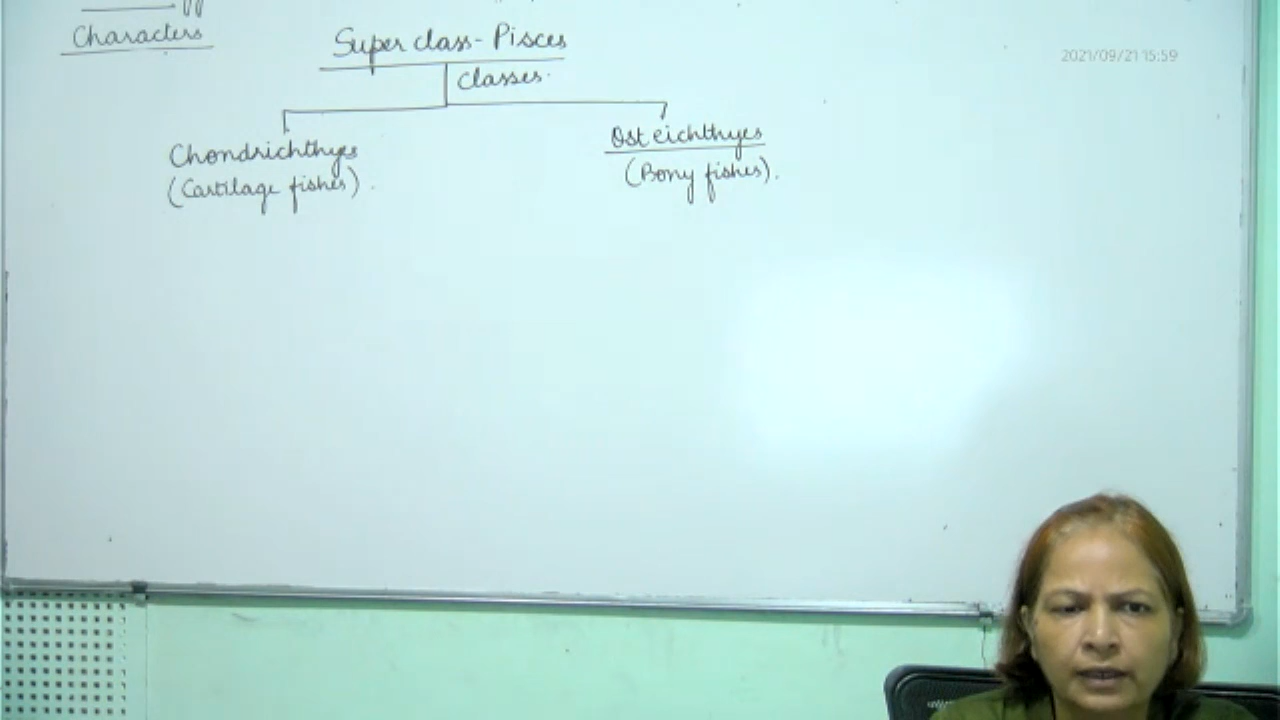 Characters
Super class - Pisces
classes.
Chondrichthyes
(Cartilage fishes).
Osteichthyes
(Bony fishes).
2021/09/21 15:59